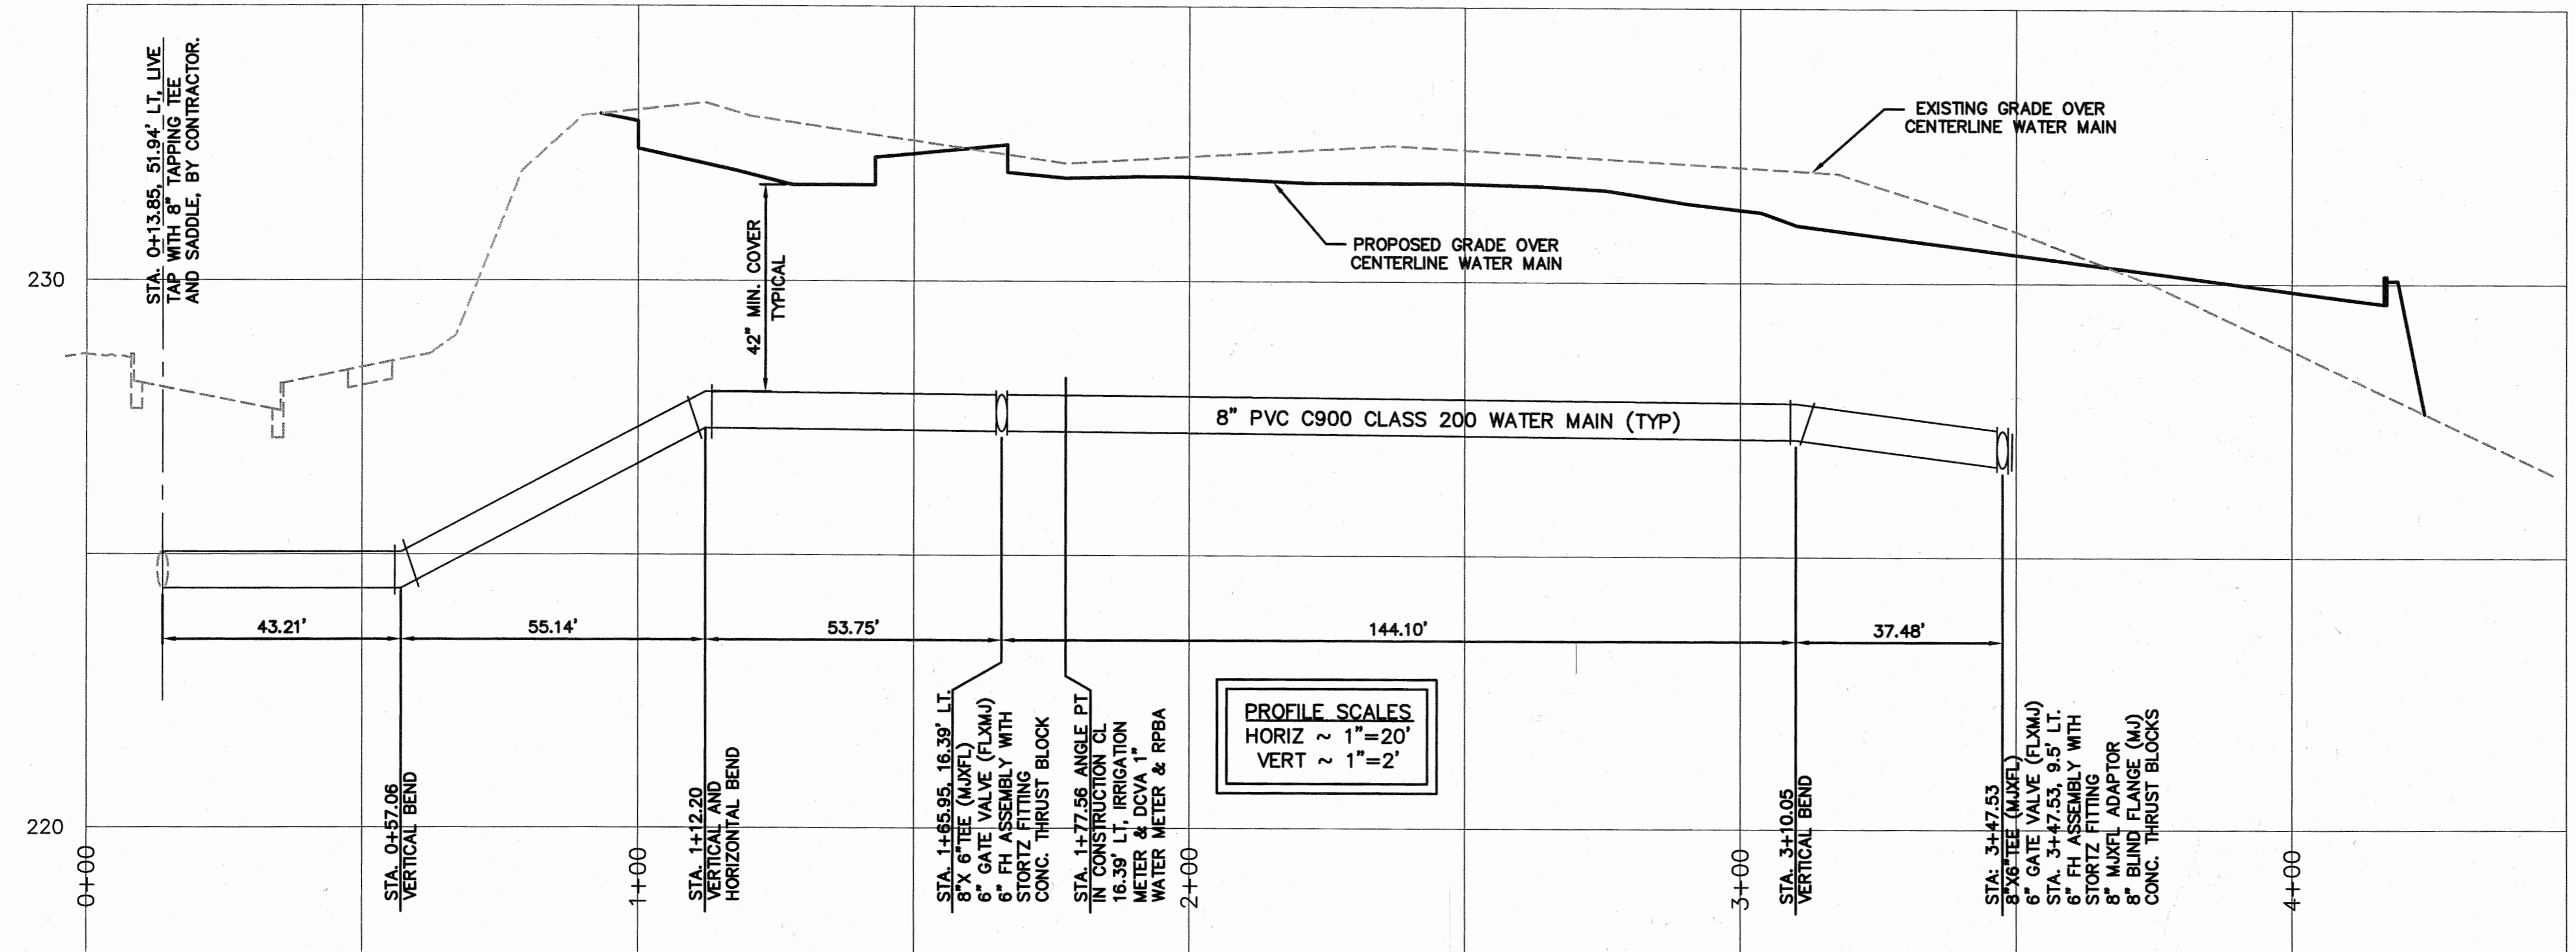 STA. 0+13.85, 51.94' LT, LIVE
TAP WITH 8" TAPPING TEE
AND SADDLE, BY CONTRACTOR.
EXISTING GRADE OVER
CENTERLINE WATER MAIN
PROPOSED GRADE OVER
CENTERLINE WATER MAIN
42" MIN. COVER
TYPICAL
230
8" PVC C900 CLASS 200 WATER MAIN (TYP)
43.21'
55.14'
53.75'
144.10'
37.48'
STA. 0+57.06
VERTICAL BEND
STA. 1+12.20
VERTICAL AND
HORIZONTAL BEND
STA. 1+65.95, 16.39' LT.
8"X 6"TEE (MJXFL)
6" GATE VALVE (FLXMJ)
6" FH ASSEMBLY WITH
STORTZ FITTING
CONC. THRUST BLOCK
STA. 1+77.56 ANGLE PT
IN CONSTRUCTION CL
16.39' LT, IRRIGATION
METER & DCVA 1"
WATER METER & RPBA
PROFILE SCALES
HORIZ ~ 1"=20'
VERT ~ 1"=2'
STA. 3+10.05
VERTICAL BEND
STA: 3+47.53
8"X6"TEE (MJXFL)
6" GATE VALVE (FLXMJ)
STA. 3+47.53, 9.5' LT.
6" FH ASSEMBLY WITH
STORTZ FITTING
8" MJXFL ADAPTOR
8" BLIND FLANGE (MJ)
CONC. THRUST BLOCKS
220
0+00
1+00
2+00
3+00
4+00